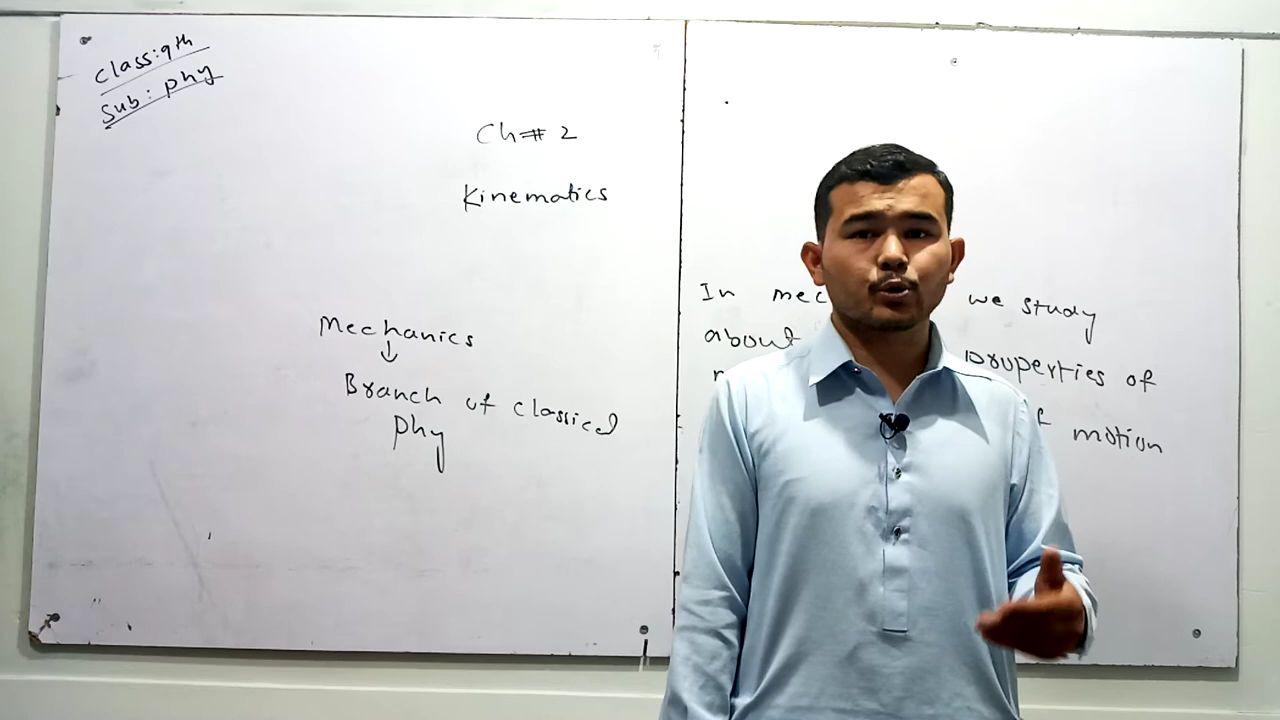 Class: 9th
Sub: Phy
Ch # 2
Kinematics
Mechanics
Branch of classical
Phy
In mec we study
about properties of
motion